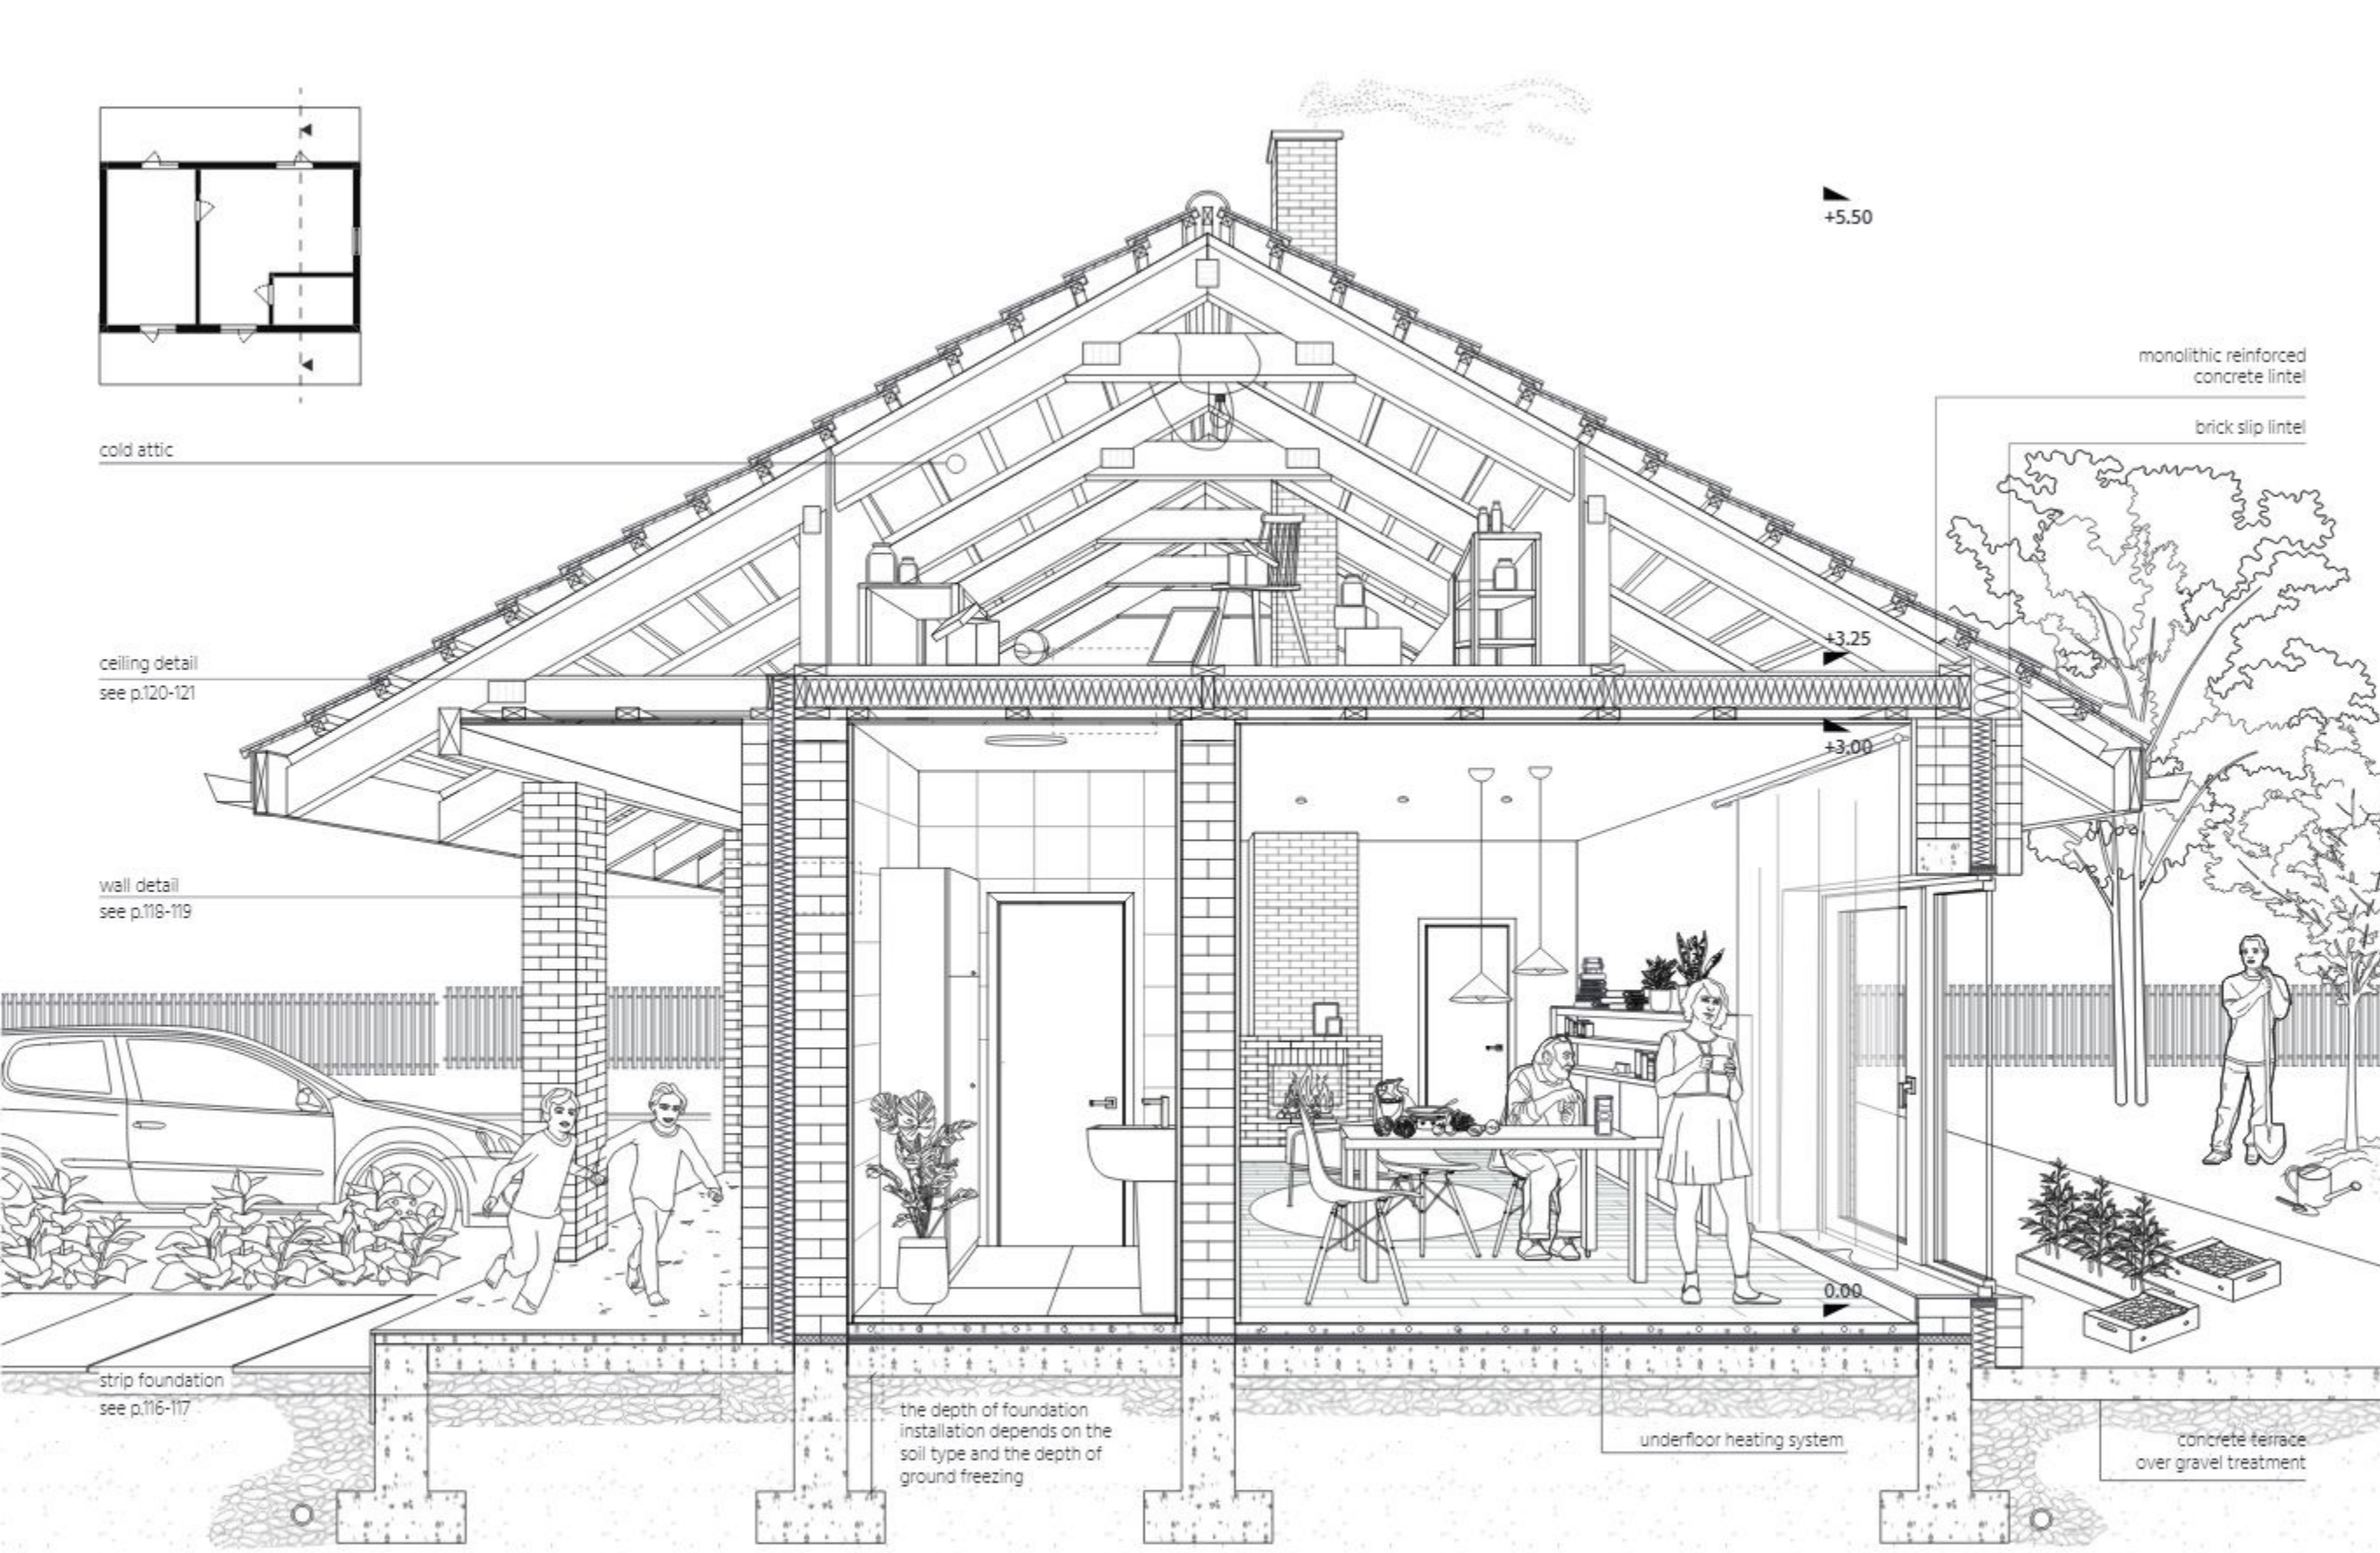 +5.50
monolithic reinforced
concrete lintel
brick slip lintel
cold attic
+3.25
ceiling detail
see p.120-121
+3.00
wall detail
see p.118-119
0.00
strip foundation
see p.116-117
the depth of foundation
installation depends on the
soil type and the depth of
ground freezing
underfloor heating system
concrete terrace
over gravel treatment